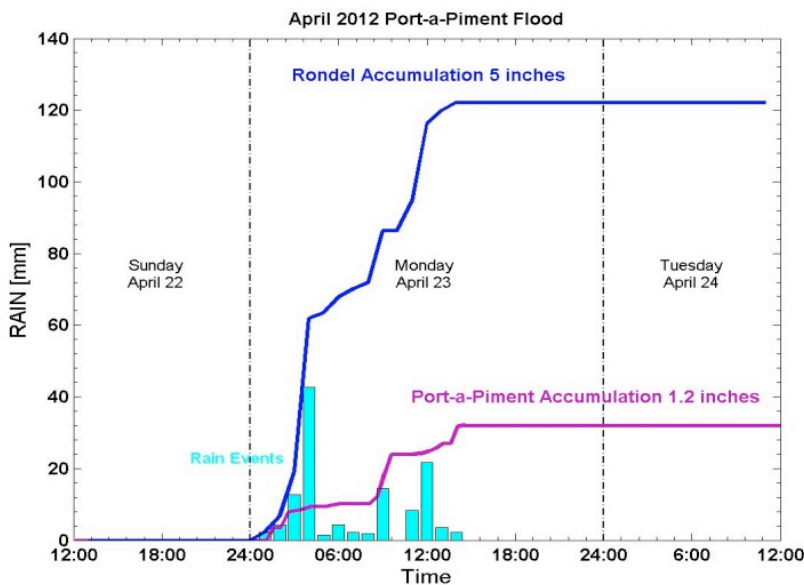 April 2012 Port-a-Piment Flood
140
Rondel Accumulation 5 inches
120
100
80
Sunday
April 22
Monday
April 23
Tuesday
April 24
RAIN [mm]
60
40
Port-a-Piment Accumulation 1.2 inches
Rain Events
20
0
12:00 18:00 24:00 06:00 12:00 18:00 24:00 6:00 12:00
Time